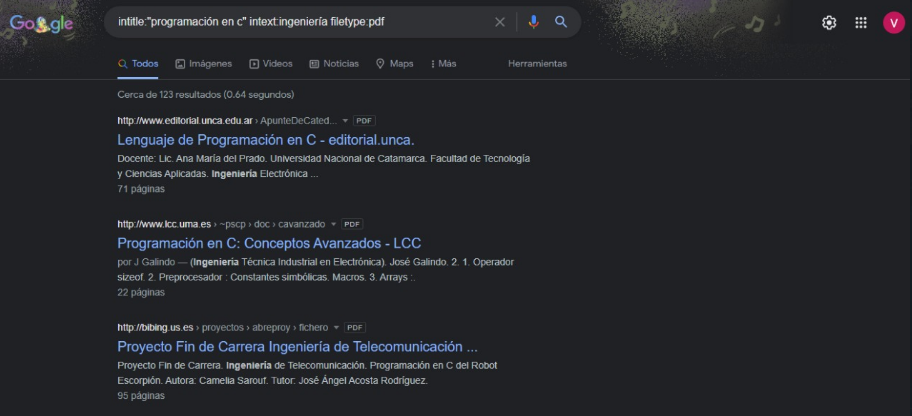 Google
intitle:"programación en c" intext:ingeniería filetype:pdf
V
Todos Imágenes Videos Noticias Maps Más Herramientas
Cerca de 123 resultados (0.64 segundos)
http://www.editorial.unca.edu.ar › ApunteDeCated... PDF
Lenguaje de Programación en C - editorial.unca.
Docente: Lic. Ana María del Prado. Universidad Nacional de Catamarca. Facultad de Tecnología
y Ciencias Aplicadas. Ingeniería Electrónica ...
71 páginas
http://www.lcc.uma.es › ~pscp › doc › cavanzado PDF
Programación en C: Conceptos Avanzados - LCC
por J Galindo — (Ingeniería Técnica Industrial en Electrónica). José Galindo. 2. 1. Operador
sizeof. 2. Preprocesador : Constantes simbólicas. Macros. 3. Arrays :.
22 páginas
http://bibing.us.es › proyectos › abreproy › fichero PDF
Proyecto Fin de Carrera Ingeniería de Telecomunicación ...
Proyecto Fin de Carrera. Ingeniería de Telecomunicación. Programación en C del Robot
Escorpión. Autora: Camelia Sarouf. Tutor: José Ángel Acosta Rodríguez.
95 páginas